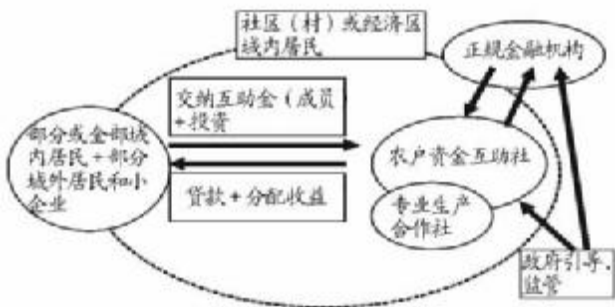 社区（村）或经济区
域内居民
正规金融机构
交纳互助金（成员
+投资
部分或全部域
内居民+部分
域外居民和小
企业
农户资金互助社
贷款+分配收益
专业生产
合作社
政府引导、
监管